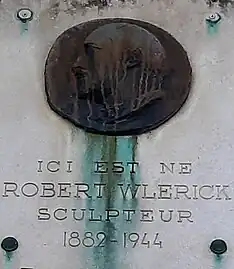 ICI EST NE
ROBERT WLERICK
SCULPTEUR
1882-1944